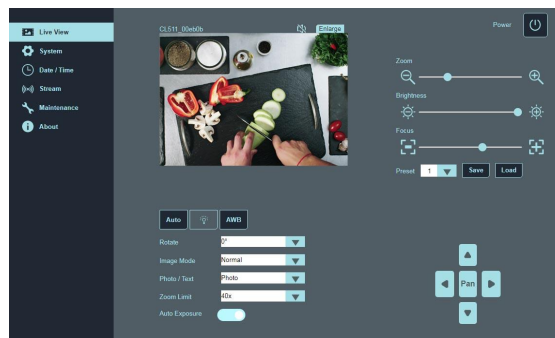 Live View
System
Date / Time
Stream
Maintenance
About
CL511_00eb0b
Enlarge
Power
Zoom
Brightness
Focus
Preset 1 Save Load
Auto AWB
Rotate 0°
Image Mode Normal
Photo / Text Photo
Zoom Limit 40x
Auto Exposure
Pan